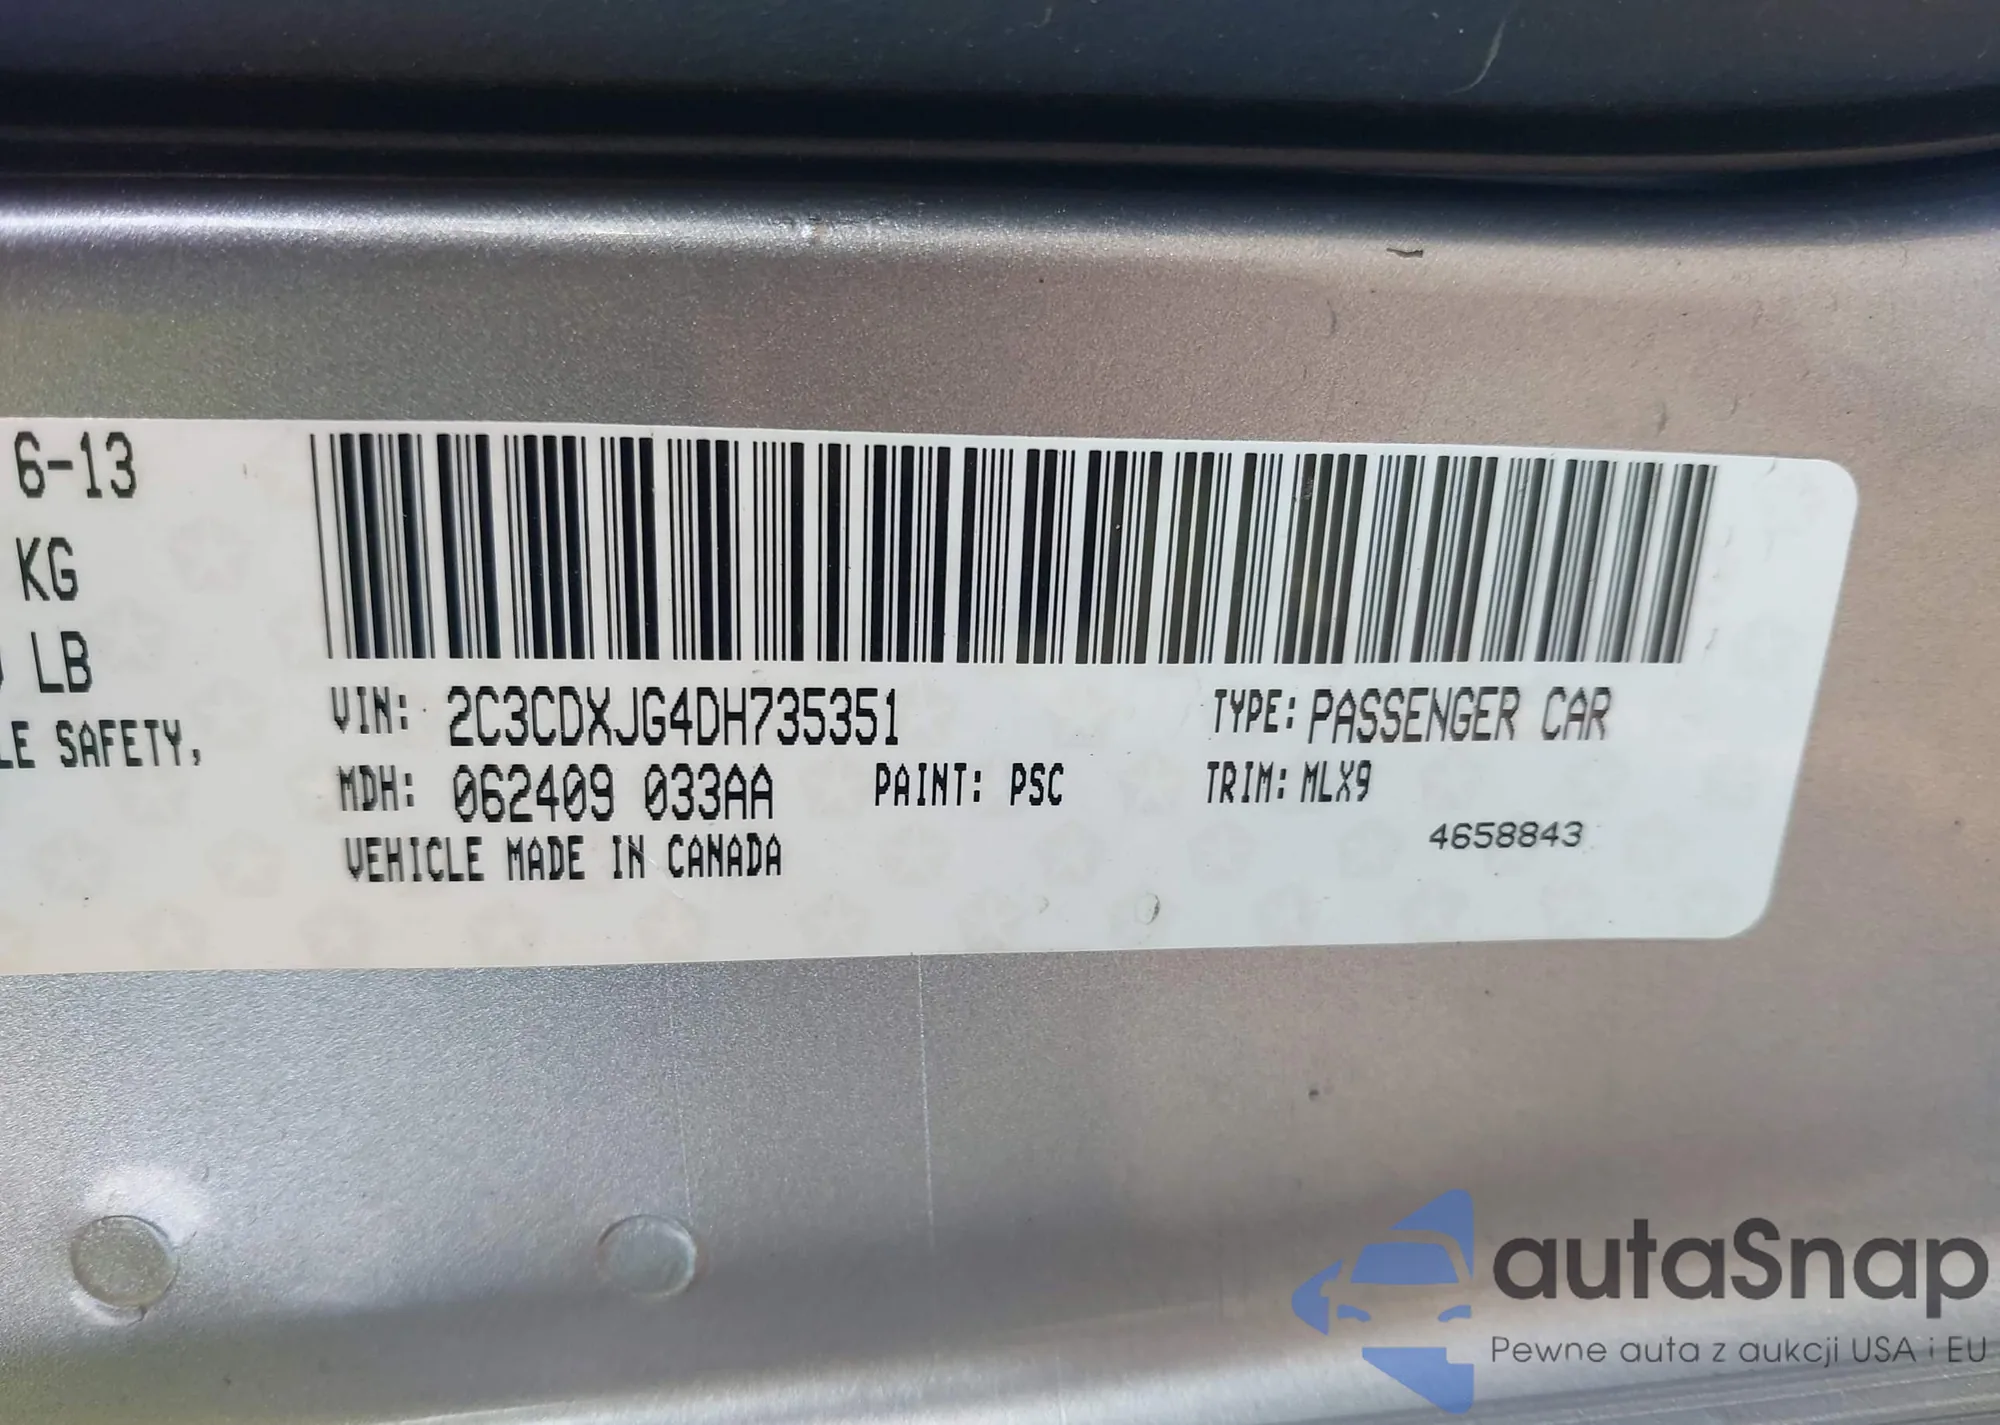 6-13
KG
LB
LE SAFETY,
VIN: 2C3CDXJG4DH735351
TYPE: PASSENGER CAR
MDH: 062409 033AA
PAINT: PSC
TRIM: MLX9
VEHICLE MADE IN CANADA
4658843
autaSnap
Pewne auta z aukcji USA i EU